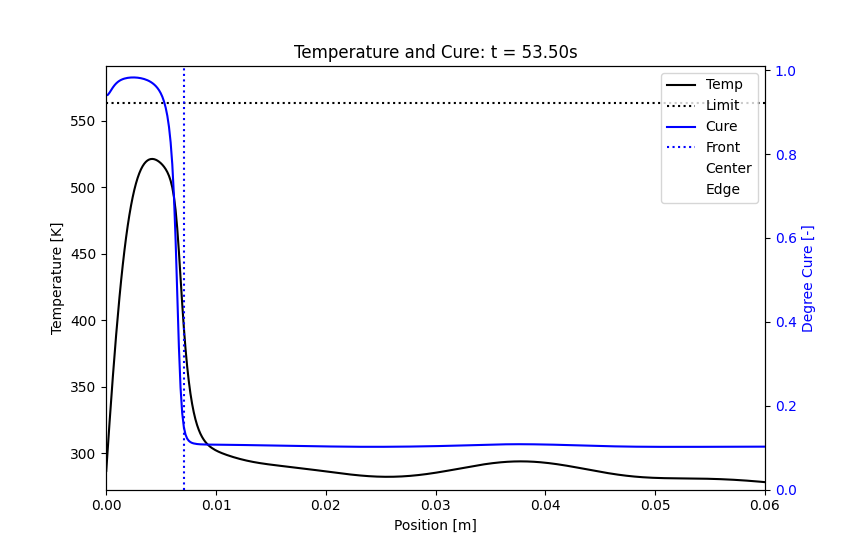 Temperature and Cure: t = 53.50s
Temp
Limit
Cure
Front
Center
Edge
550
500
450
400
350
300
Temperature [K]
1.0
0.8
0.6
0.4
0.2
0.0
Degree Cure [-]
0.00 0.01 0.02 0.03 0.04 0.05 0.06
Position [m]